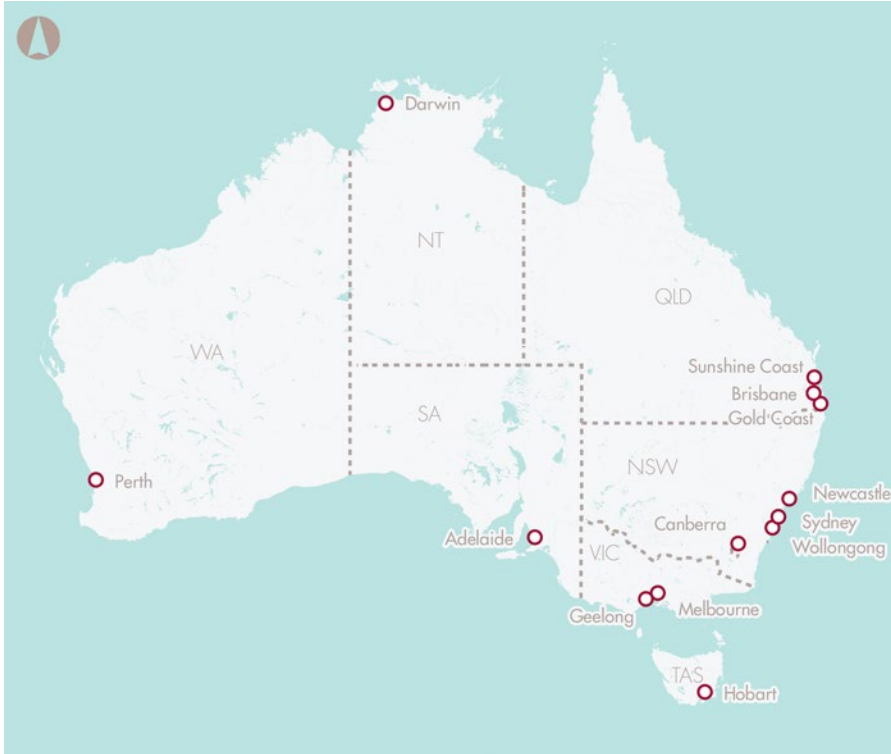 Darwin
NT
QLD
WA
Sunshine Coast
Brisbane
Gold Coast
SA
NSW
Perth
Newcastle
Canberra
Sydney
Adelaide
VIC
Wollongong
Geelong
Melbourne
TAS
Hobart